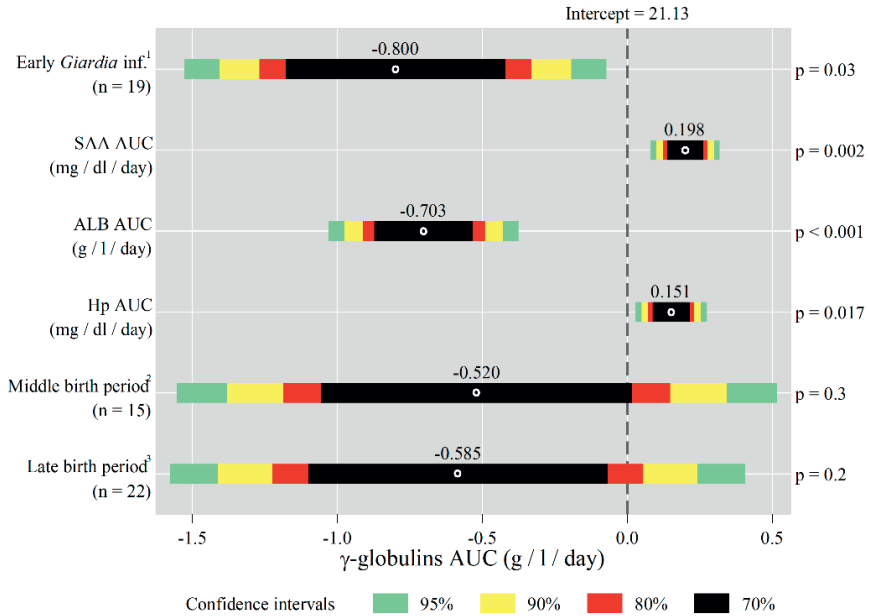 Intercept = 21.13
Early Giardia inf.¹
(n = 19)
-0.800
p = 0.03
SΛΛ ΛUC
(mg / dl / day)
0.198
p = 0.002
ALB AUC
(g / l / day)
-0.703
p < 0.001
Hp AUC
(mg / dl / day)
0.151
p = 0.017
Middle birth period²
(n = 15)
-0.520
p = 0.3
Late birth period³
(n = 22)
-0.585
p = 0.2
-1.5 -1.0 -0.5 0.0 0.5
γ-globulins AUC (g / l / day)
Confidence intervals 95% 90% 80% 70%